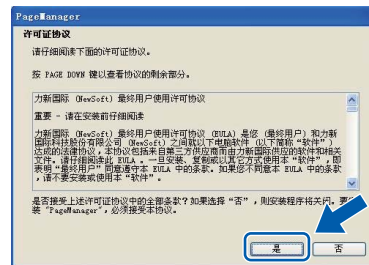 PageManager
许可证协议
请仔细阅读下面的许可证协议。
按 PAGE DOWN 键以查看协议的剩余部分。
力新国际 (NewSoft) 最终用户使用许可协议
重要 - 请在安装前仔细阅读
力新国际 (NewSoft) 最终用户使用许可协议 (EULA) 是您 (最终用户) 和力新
国际科技股份有限公司 (NewSoft) 之间就以下电脑软件 (以下简称“软件”)
达成的法律协议，本协议包括来自第三方供应商而由力新国际供应的软件和相关
文件。请仔细阅读此 EULA 。一旦安装、复制或以其它方式使用本“软件”，即
表明“最终用户”同意遵守本 EULA 中的条款。如果您不同意本 EULA 中的条款
，请不要安装或使用本“软件”。
是否接受上述许可证协议中的全部条款？如果选择“否”，则安装程序将关闭。要
装 “PageManager”，必须接受本协议。
是
否